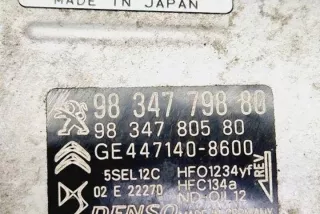 MADE IN JAPAN
98 347 798 80
98 347 805 80
GE447140-8600
5SEL12C HFO1234yf
02 E 22270 HFC134a
ND-OIL12
REV
DENSO